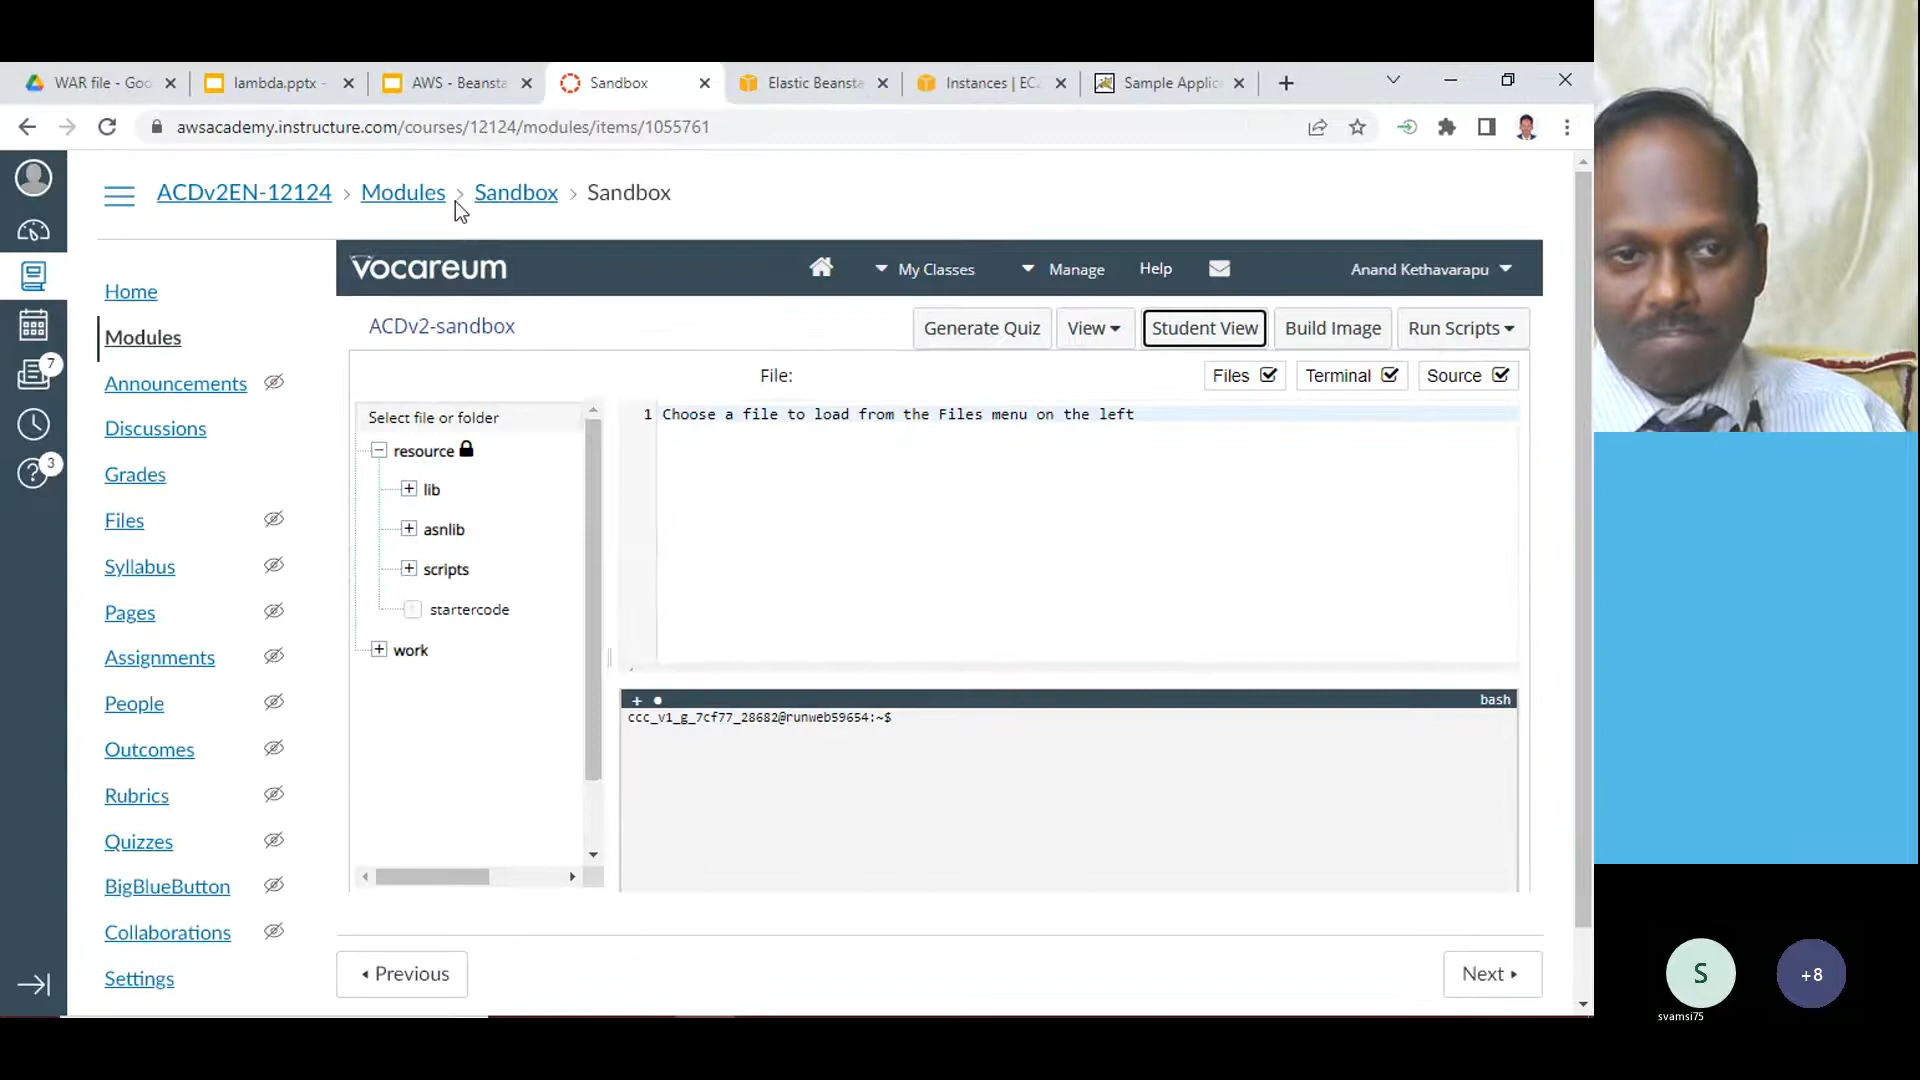 WAR file - Goo
lambda.pptx -
AWS - Beansta
Sandbox
Elastic Beansta
Instances | EC2
Sample Applic
awsacademy.instructure.com/courses/12124/modules/items/1055761
ACDv2EN-12124 > Modules > Sandbox > Sandbox
vocareum
My Classes
Manage
Help
Anand Kethavarapu
ACDv2-sandbox
Generate Quiz
View
Student View
Build Image
Run Scripts
File:
Files
Terminal
Source
Home
Modules
Announcements
Discussions
Grades
Files
Syllabus
Pages
Assignments
People
Outcomes
Rubrics
Quizzes
BigBlueButton
Collaborations
Settings
7
3
Select file or folder
resource
lib
asnlib
scripts
startercode
work
1 Choose a file to load from the Files menu on the left
bash
ccc_v1_g_7cf77_28682@runweb59654:~$
Previous
Next
S
+8
svamsi75